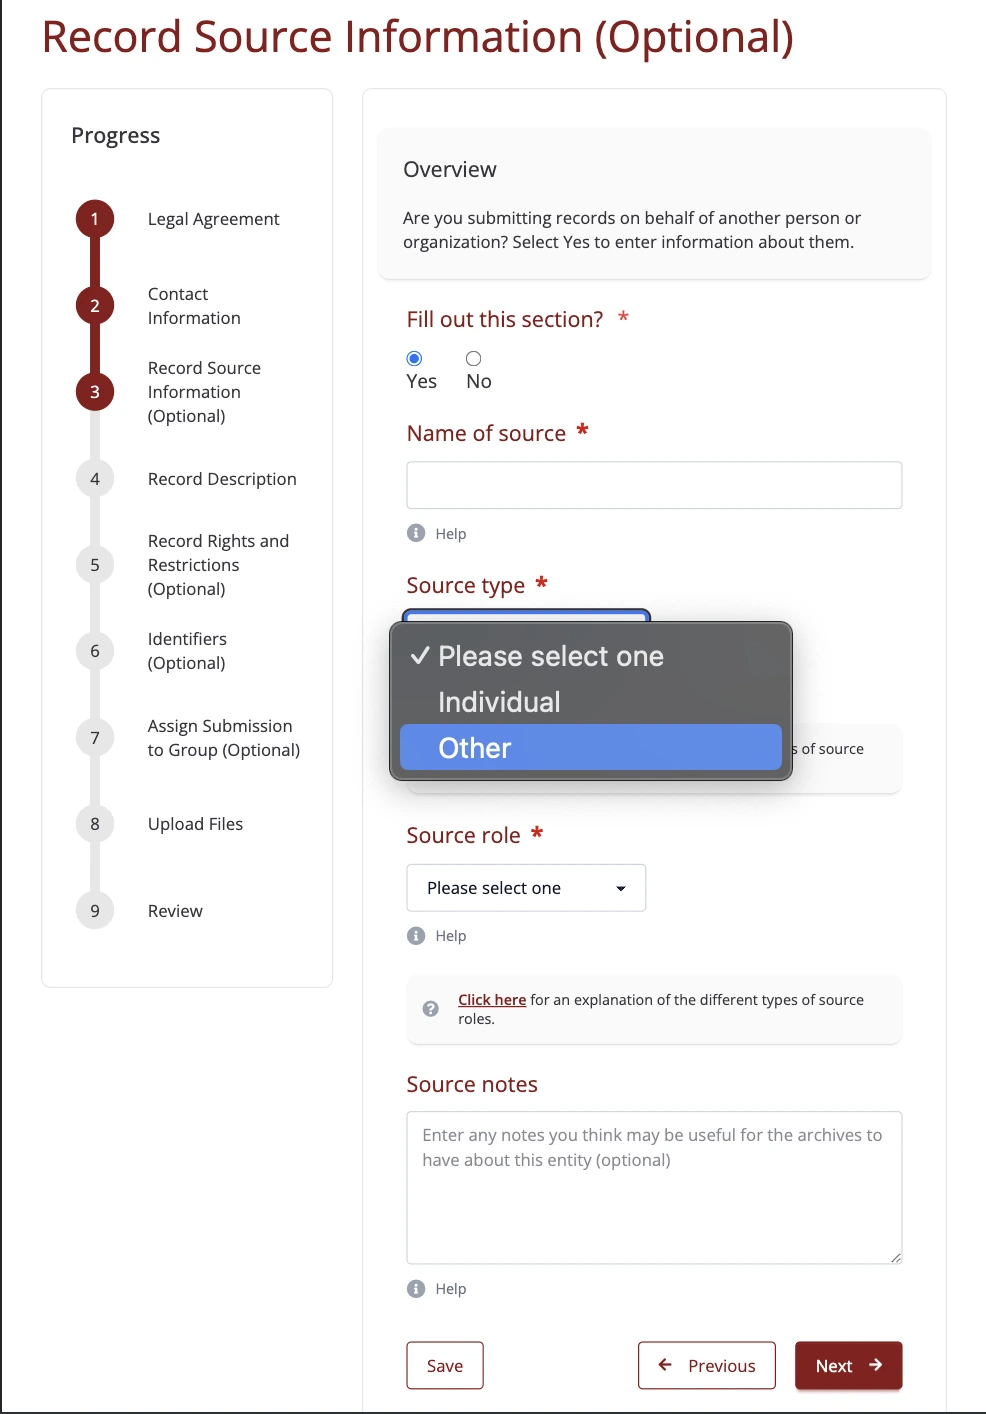 Record Source Information (Optional)
Progress
1
Legal Agreement
2
Contact
Information
3
Record Source
Information
(Optional)
4
Record Description
5
Record Rights and
Restrictions
(Optional)
6
Identifiers
(Optional)
7
Assign Submission
to Group (Optional)
8
Upload Files
9
Review
Overview
Are you submitting records on behalf of another person or
organization? Select Yes to enter information about them.
Fill out this section? *
Yes No
Name of source *
Help
Source type *
✓ Please select one
Individual
Other
of source
Source role *
Please select one
Help
Click here for an explanation of the different types of source
roles.
Source notes
Enter any notes you think may be useful for the archives to
have about this entity (optional)
Help
Save
← Previous
Next →